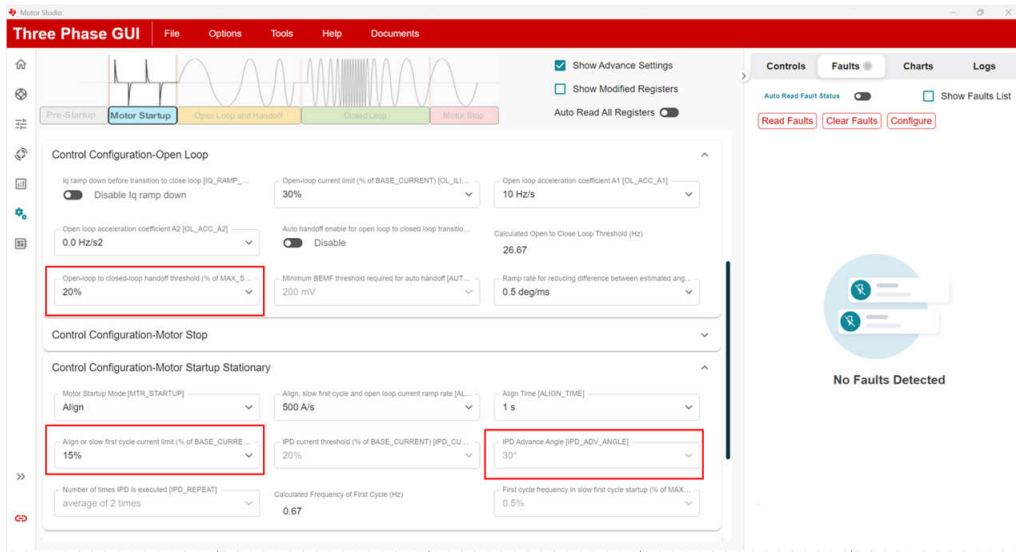 Motor Studio
Three Phase GUI File Options Tools Help Documents
Show Advance Settings
Show Modified Registers
Auto Read All Registers
Pre-Startup Motor Startup Open Loop and Handoff Closed Loop Motor Stop
Controls Faults Charts Logs
Auto Read Fault Status Show Faults List
Read Faults Clear Faults Configure
Control Configuration-Open Loop
Iq ramp down before transition to close loop [IQ_RAMP_...
Disable Iq ramp down
Open-loop current limit (% of BASE_CURRENT) [OL_ILI...
30%
Open loop acceleration coefficient A1 [OL_ACC_A1]
10 Hz/s
Open loop acceleration coefficient A2 [OL_ACC_A2]
0.0 Hz/s2
Auto handoff enable for open loop to closed loop transitio...
Disable
Calculated Open to Close Loop Threshold (Hz)
26.67
Open-loop to closed-loop handoff threshold (% of MAX_S...
20%
Minimum BEMF threshold required for auto handoff [AUT...
200 mV
Ramp rate for reducing difference between estimated ang...
0.5 deg/ms
Control Configuration-Motor Stop
Control Configuration-Motor Startup Stationary
Motor Startup Mode [MTR_STARTUP]
Align
Align, slow first cycle and open loop current ramp rate [AL...
500 A/s
Align Time [ALIGN_TIME]
1 s
Align or slow first cycle current limit (% of BASE_CURRE...
15%
IPD current threshold (% of BASE_CURRENT) [IPD_CU...
20%
IPD Advance Angle [IPD_ADV_ANGLE]
30°
Number of times IPD is executed [IPD_REPEAT]
average of 2 times
Calculated Frequency of First Cycle (Hz)
0.67
First cycle frequency in slow first cycle startup (% of MAX...
0.5%
No Faults Detected